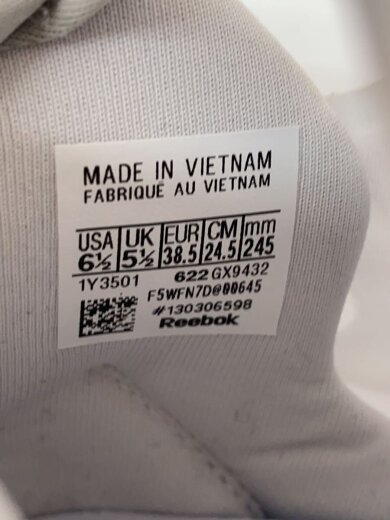 MADE IN VIETNAM
FABRIQUÉ AU VIETNAM
USA UK EUR CM mm
6½ 5½ 38.5 24.5 245
1Y3501 622 GX9432
F5WFN7D@00645
#130306598
Reebok